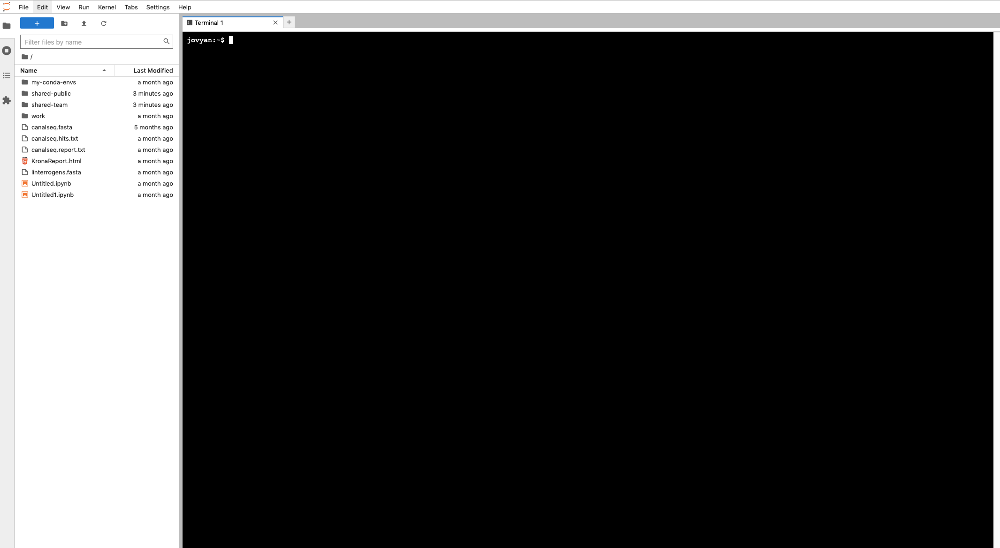 File Edit View Run Kernel Tabs Settings Help
Terminal 1
Filter files by name
/
Name Last Modified
my-conda-envs a month ago
shared-public 3 minutes ago
shared-team 3 minutes ago
work a month ago
canalseq.fasta 5 months ago
canalseq.hits.txt a month ago
canalseq.report.txt a month ago
KronaReport.html a month ago
linterrogens.fasta a month ago
Untitled.ipynb a month ago
Untitled1.ipynb a month ago
jovyan:~$